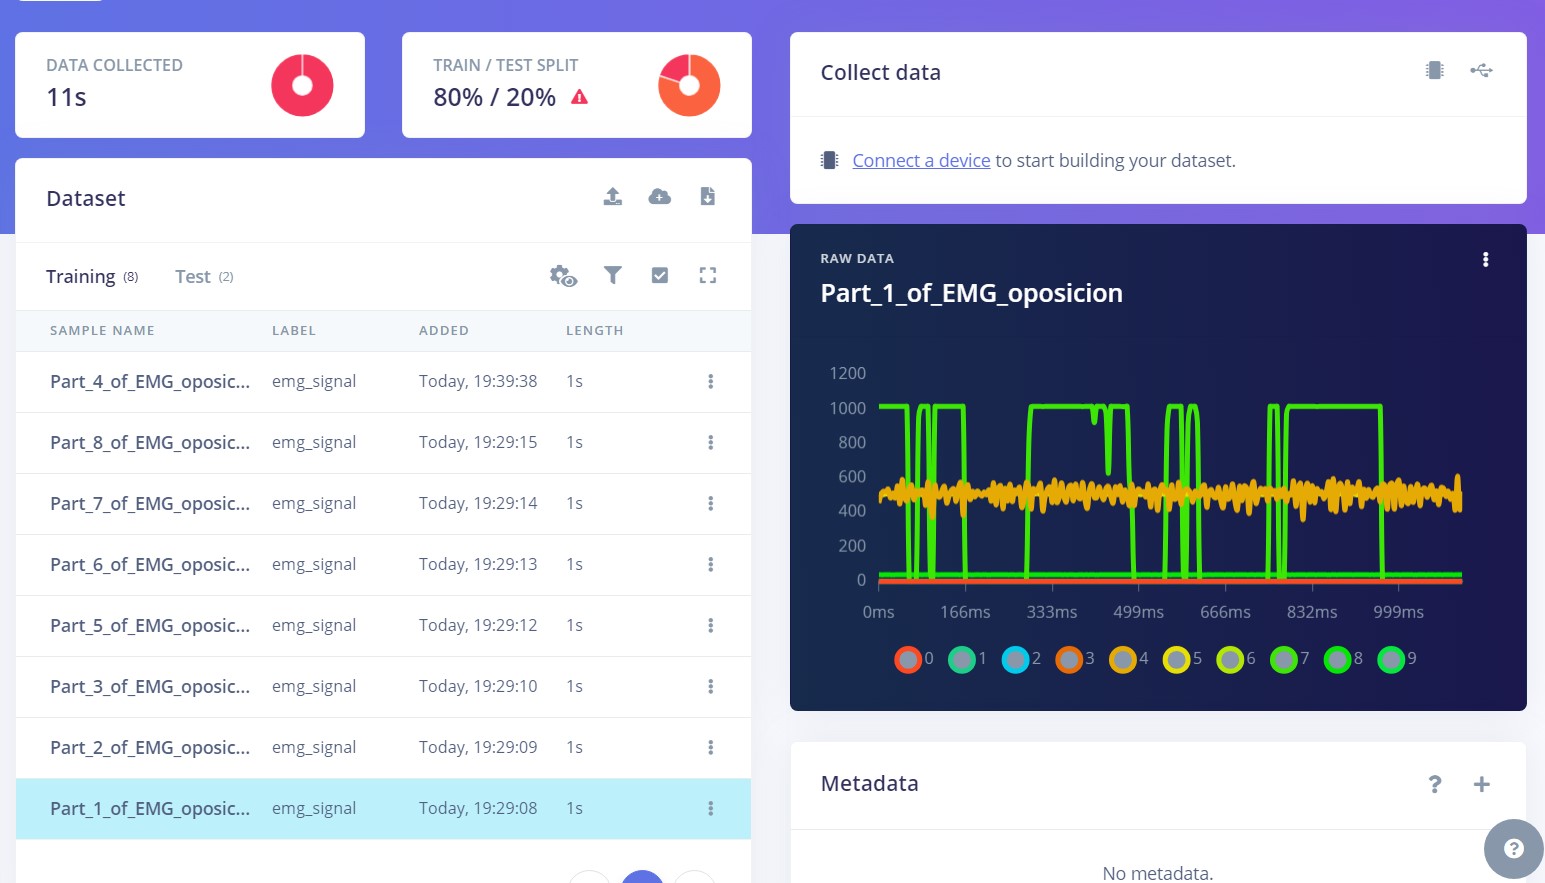 DATA COLLECTED
11s
TRAIN / TEST SPLIT
80% / 20%
Collect data
Connect a device to start building your dataset.
Dataset
Training (8) Test (2)
SAMPLE NAME LABEL ADDED LENGTH
Part_4_of_EMG_oposic... emg_signal Today, 19:39:38 1s
Part_8_of_EMG_oposic... emg_signal Today, 19:29:15 1s
Part_7_of_EMG_oposic... emg_signal Today, 19:29:14 1s
Part_6_of_EMG_oposic... emg_signal Today, 19:29:13 1s
Part_5_of_EMG_oposic... emg_signal Today, 19:29:12 1s
Part_3_of_EMG_oposic... emg_signal Today, 19:29:10 1s
Part_2_of_EMG_oposic... emg_signal Today, 19:29:09 1s
Part_1_of_EMG_oposic... emg_signal Today, 19:29:08 1s
RAW DATA
Part_1_of_EMG_oposicion
1200
1000
800
600
400
200
0
0ms 166ms 333ms 499ms 666ms 832ms 999ms
0 1 2 3 4 5 6 7 8 9
Metadata
No metadata.